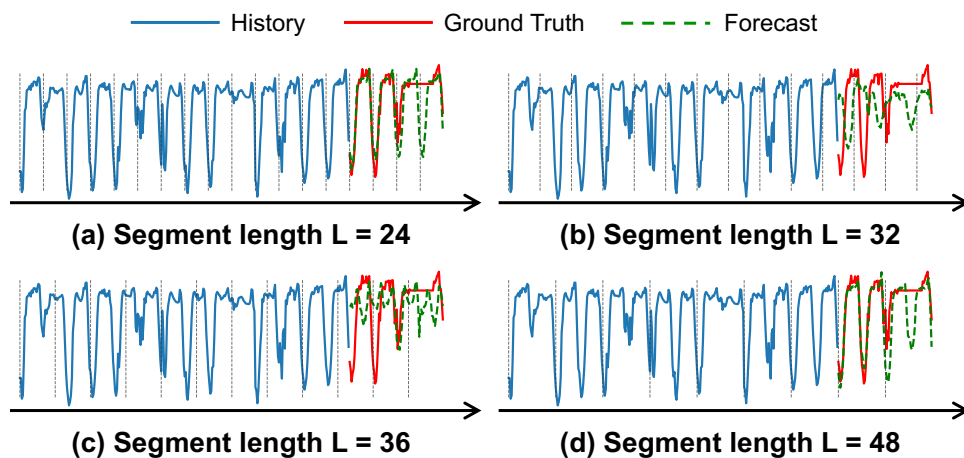 History Ground Truth Forecast
(a) Segment length L = 24
(b) Segment length L = 32
(c) Segment length L = 36
(d) Segment length L = 48